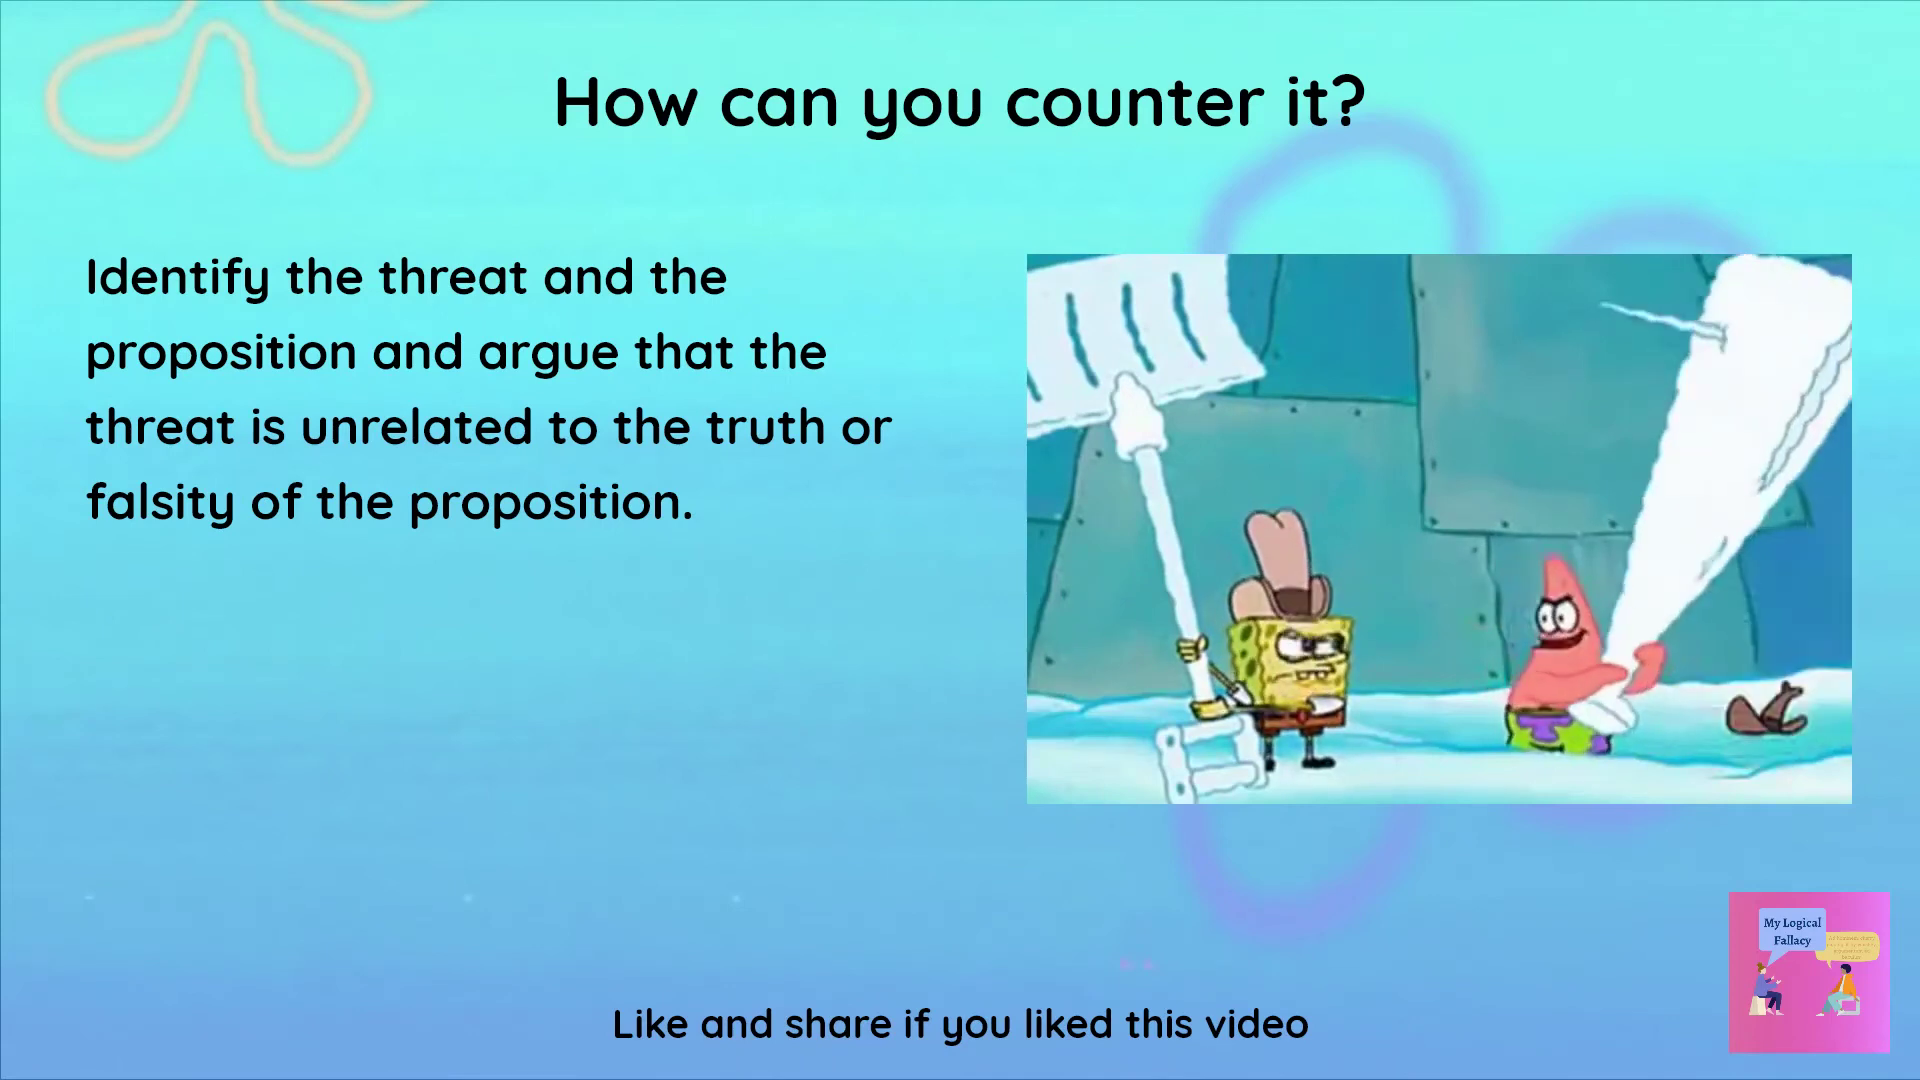 How can you counter it?
Identify the threat and the
proposition and argue that the
threat is unrelated to the truth or
falsity of the proposition.
My Logical
Fallacy
Like and share if you liked this video